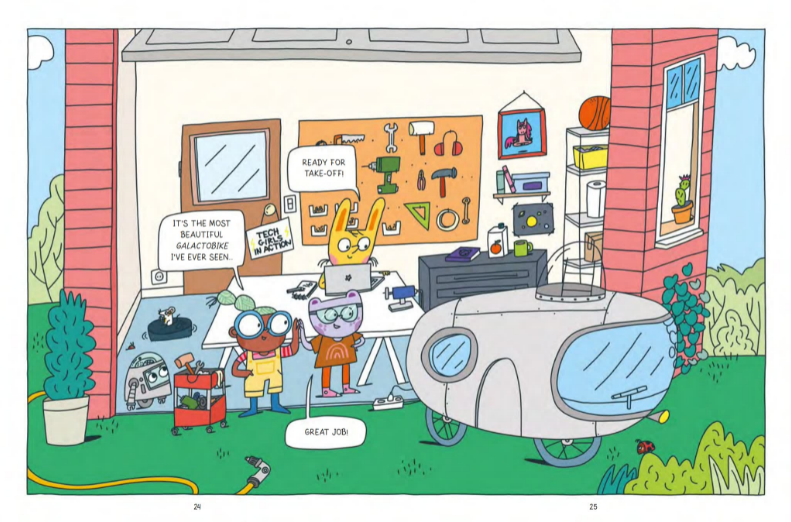 READY FOR
TAKE-OFF!
IT'S THE MOST
BEAUTIFUL
GALACTOBIKE
I'VE EVER SEEN...
TECH
GIRLS
IN ACTION
GREAT JOB!
24
25